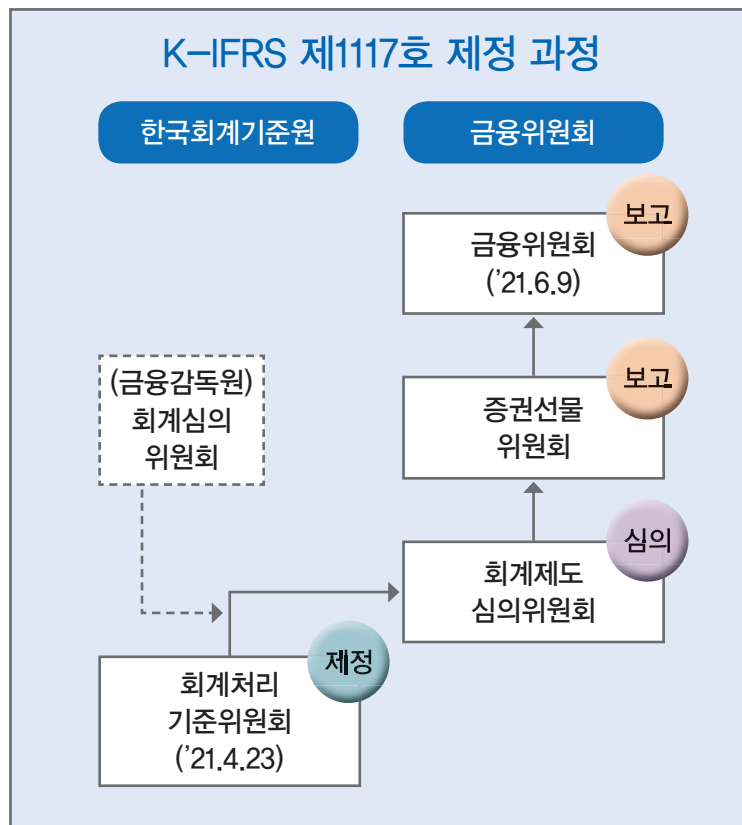 K-IFRS 제1117호 제정 과정
한국회계기준원
금융위원회
보고
금융위원회
('21.6.9)
보고
증권선물
위원회
(금융감독원)
회계심의
위원회
심의
회계제도
심의위원회
제정
회계처리
기준위원회
('21.4.23)